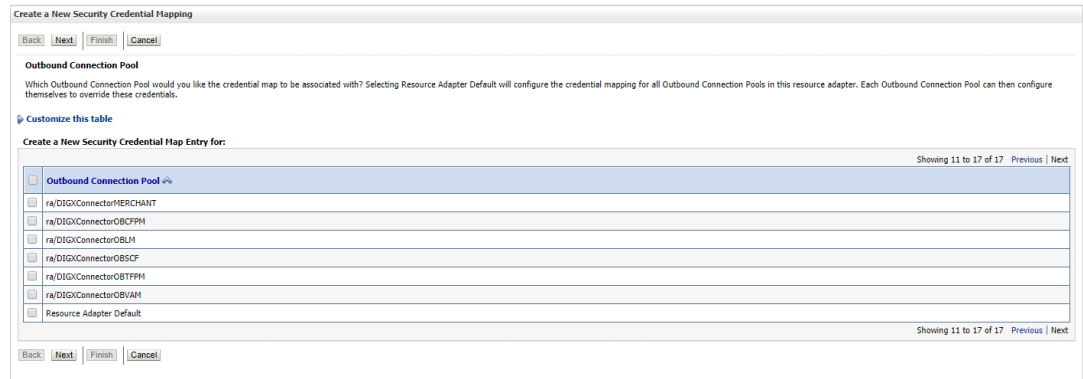 Create a New Security Credential Mapping
Back Next Finish Cancel
Outbound Connection Pool
Which Outbound Connection Pool would you like the credential map to be associated with? Selecting Resource Adapter Default will configure the credential mapping for all Outbound Connection Pools in this resource adapter. Each Outbound Connection Pool can then configure
themselves to override these credentials.
Customize this table
Create a New Security Credential Map Entry for:
Showing 11 to 17 of 17 Previous | Next
Outbound Connection Pool
ra/DIGXConnectorMERCHANT
ra/DIGXConnectorOBCFPM
ra/DIGXConnectorOBLM
ra/DIGXConnectorOBSCF
ra/DIGXConnectorOBTFPM
ra/DIGXConnectorOBVAM
Resource Adapter Default
Showing 11 to 17 of 17 Previous | Next
Back Next Finish Cancel